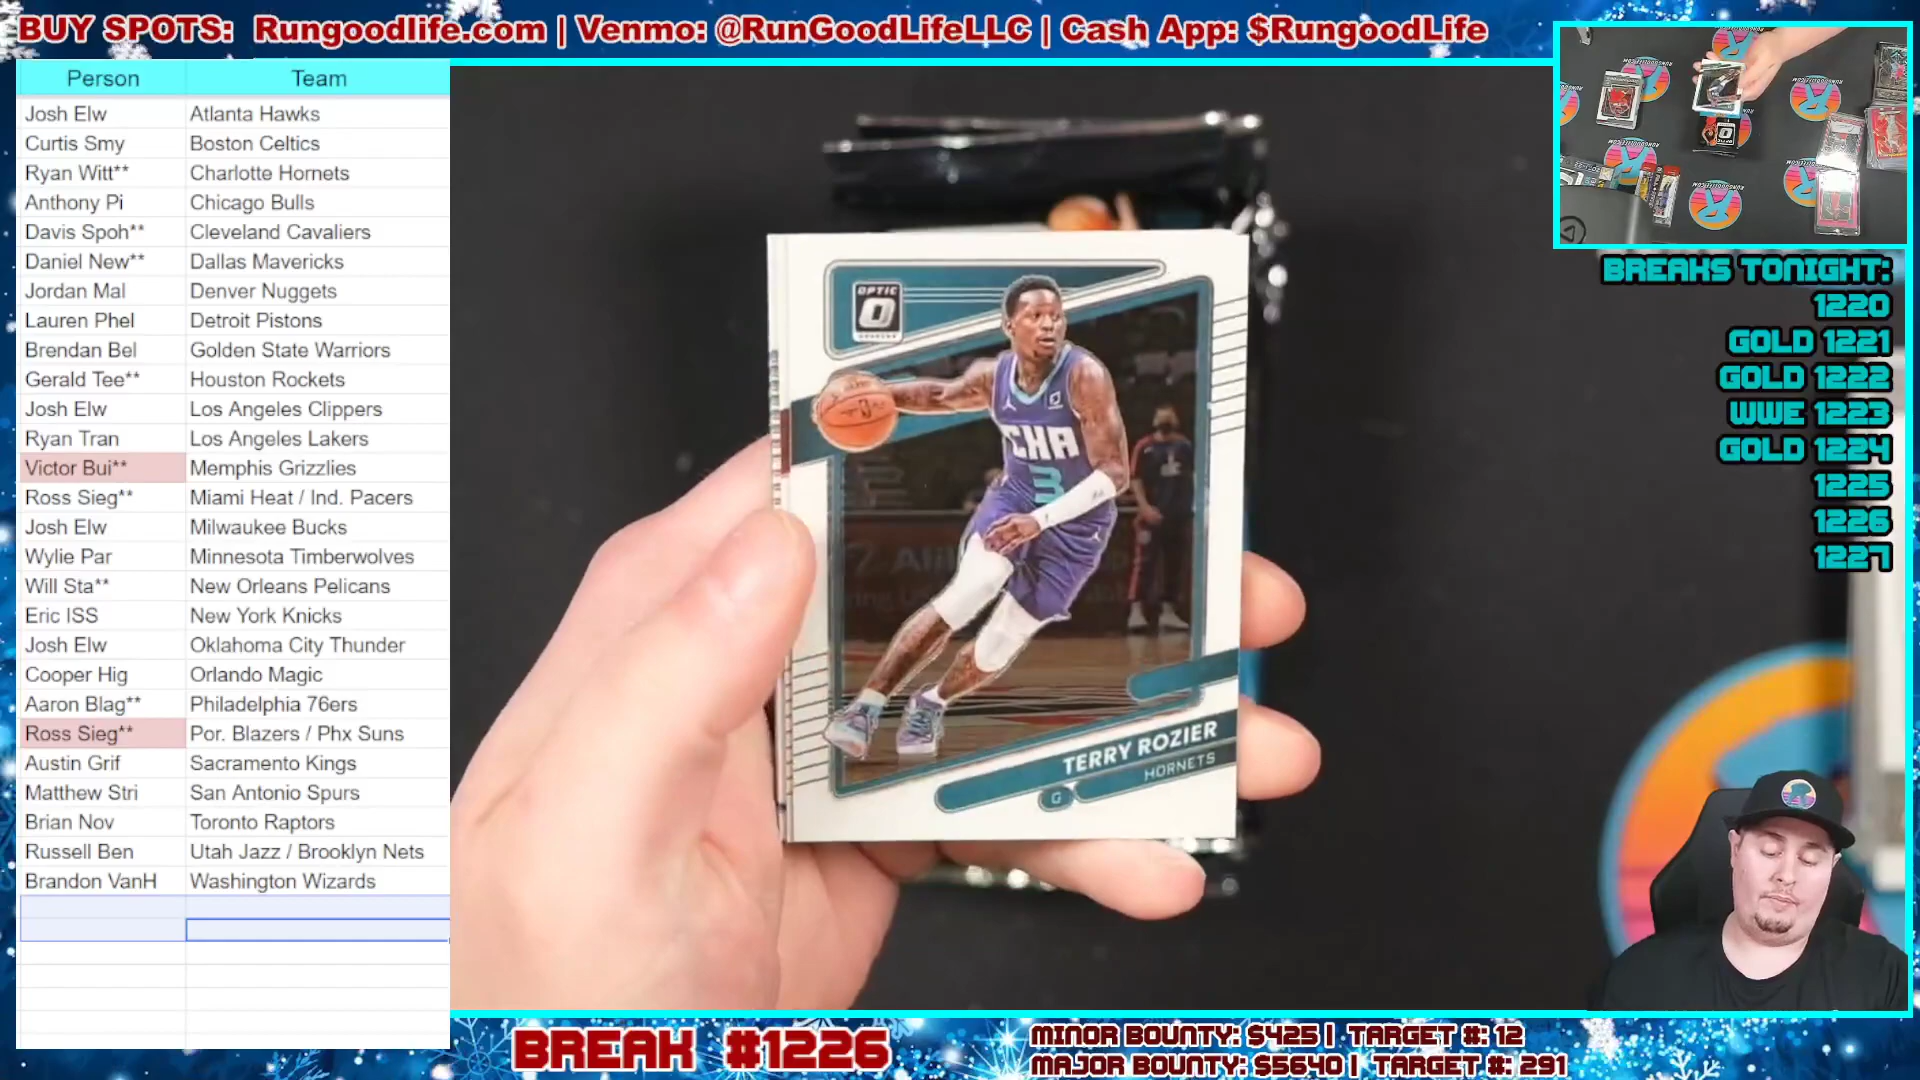 BUY SPOTS: Rungoodlife.com | Venmo: @RunGoodLifeLLC | Cash App: $RungoodLife
Person Team
Josh Elw Atlanta Hawks
Curtis Smy Boston Celtics
Ryan Witt** Charlotte Hornets
Anthony Pi Chicago Bulls
Davis Spoh** Cleveland Cavaliers
Daniel New** Dallas Mavericks
Jordan Mal Denver Nuggets
Lauren Phel Detroit Pistons
Brendan Bel Golden State Warriors
Gerald Tee** Houston Rockets
Josh Elw Los Angeles Clippers
Ryan Tran Los Angeles Lakers
Victor Bui** Memphis Grizzlies
Ross Sieg** Miami Heat / Ind. Pacers
Josh Elw Milwaukee Bucks
Wylie Par Minnesota Timberwolves
Will Sta** New Orleans Pelicans
Eric ISS New York Knicks
Josh Elw Oklahoma City Thunder
Cooper Hig Orlando Magic
Aaron Blag** Philadelphia 76ers
Ross Sieg** Por. Blazers / Phx Suns
Austin Grif Sacramento Kings
Matthew Stri San Antonio Spurs
Brian Nov Toronto Raptors
Russell Ben Utah Jazz / Brooklyn Nets
Brandon VanH Washington Wizards
OPTIC
O
CHA
3
TERRY ROZIER
HORNETS
G
BREAKS TONIGHT:
1220
GOLD 1221
GOLD 1222
WWE 1223
GOLD 1224
1225
1226
1227
BREAK #1226
MINOR BOUNTY: $425 | TARGET #: 12
MAJOR BOUNTY: $5640 | TARGET #: 291